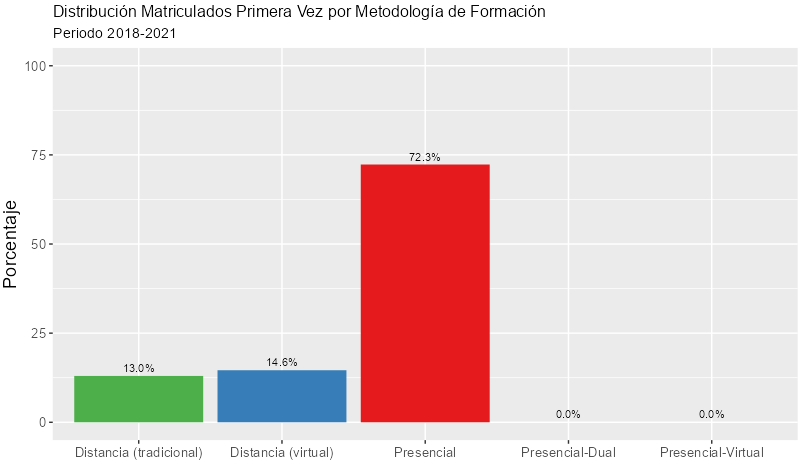 Distribución Matriculados Primera Vez por Metodología de Formación
Periodo 2018-2021
Porcentaje
100
75
50
25
0
13.0%
14.6%
72.3%
0.0%
0.0%
Distancia (tradicional)
Distancia (virtual)
Presencial
Presencial-Dual
Presencial-Virtual